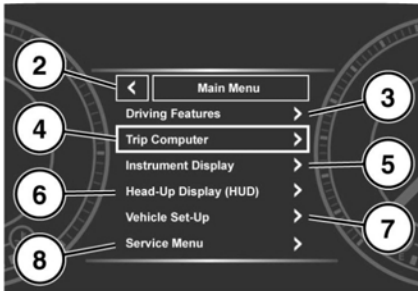 2
< Main Menu
3
Driving Features >
4
Trip Computer >
Instrument Display >
5
6
Head-Up Display (HUD) >
Vehicle Set-Up >
7
Service Menu >
8